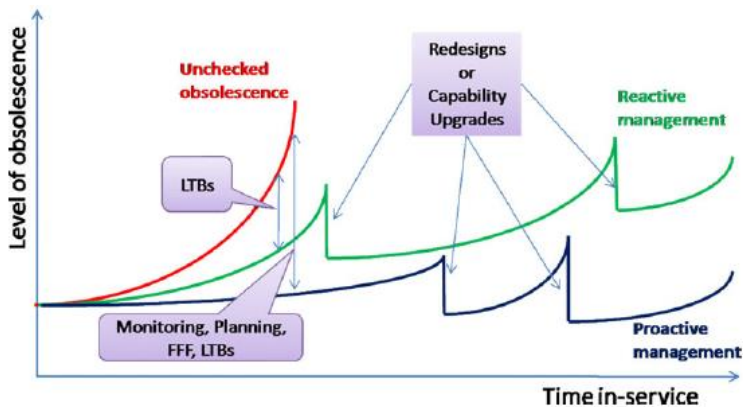 Level of obsolescence
Unchecked
obsolescence
Redesigns
or
Capability
Upgrades
Reactive
management
LTBs
Monitoring, Planning,
FFF, LTBs
Proactive
management
Time in-service